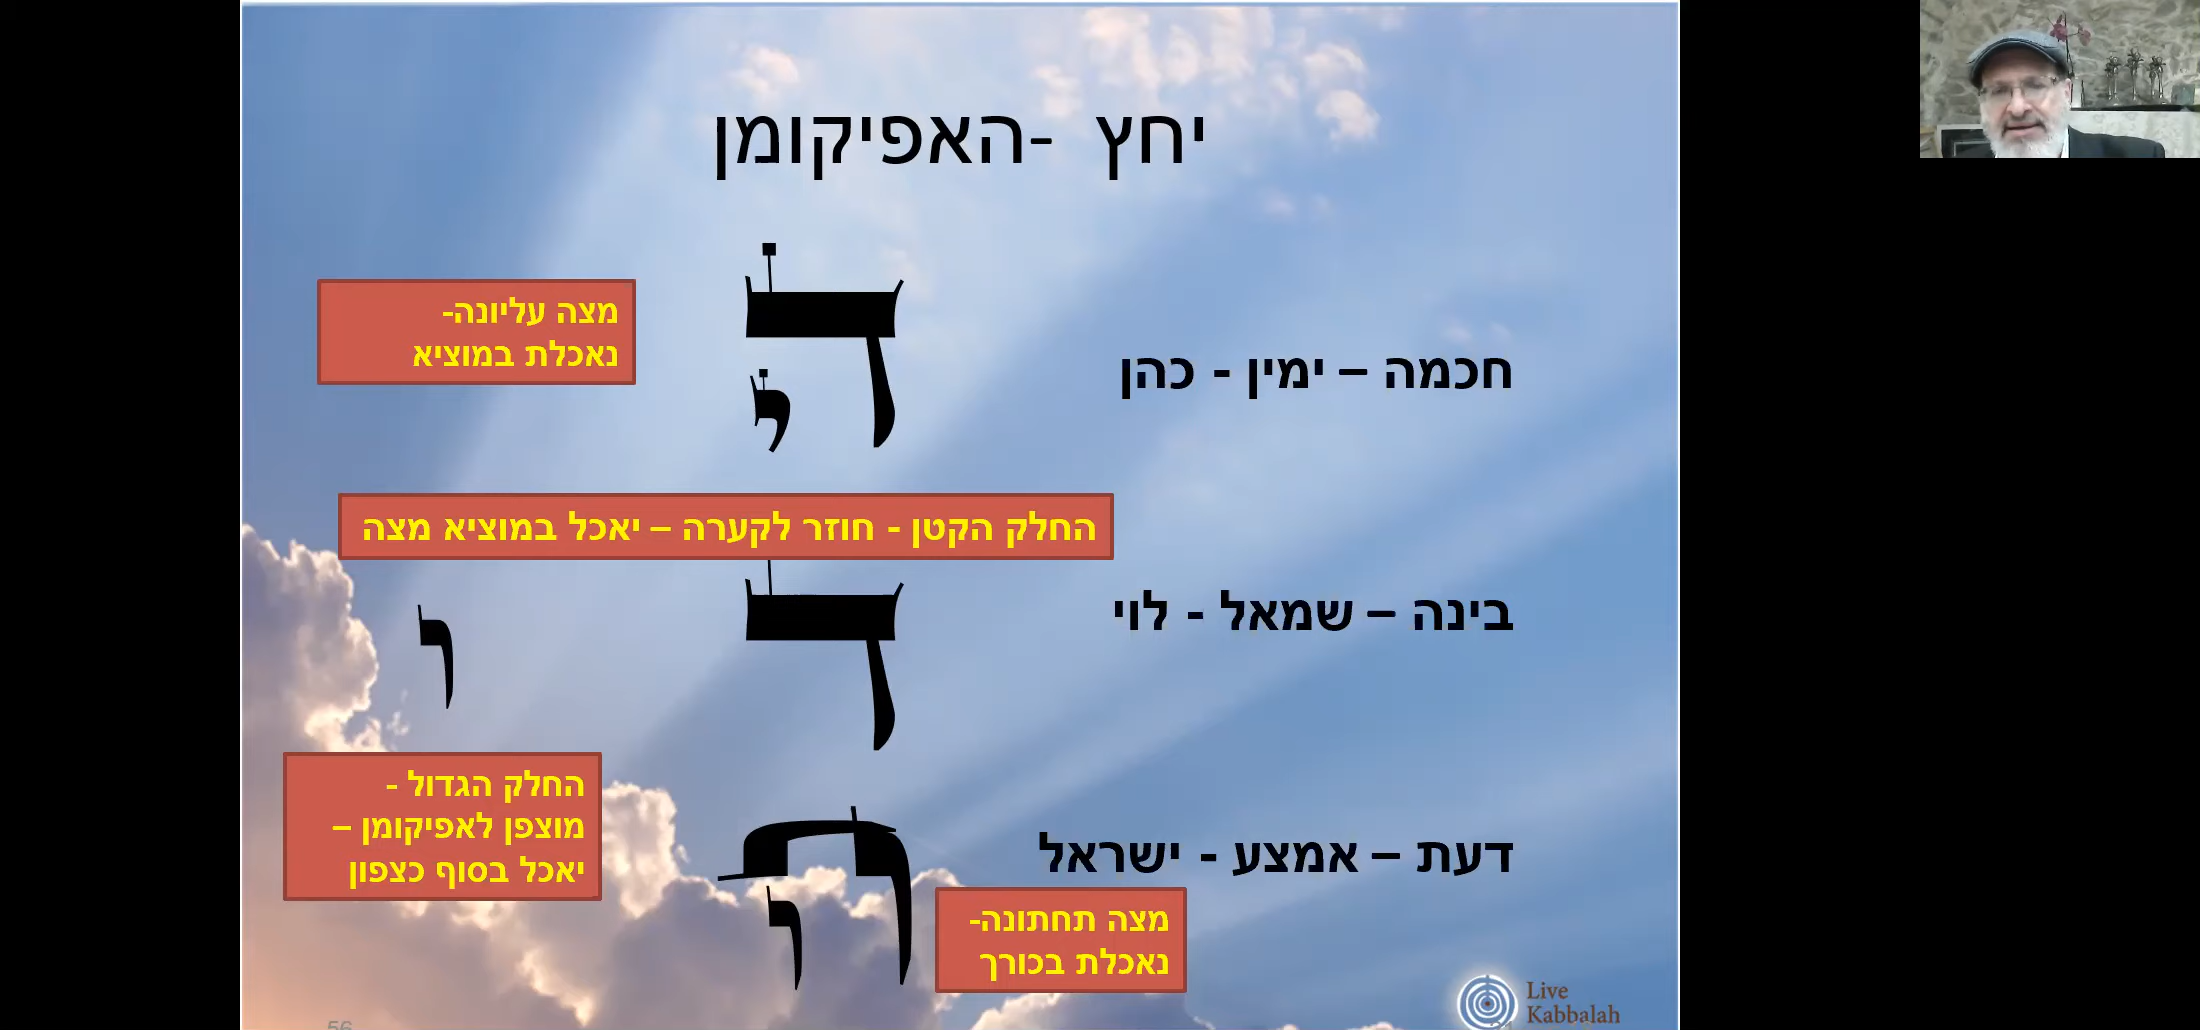 יחץ -האפיקומן
מצה עליונה-
נאכלת במוציא
ה
חכמה – ימין - כהן
החלק הקטן - חוזר לקערה – יאכל במוציא מצה
ד
ו
בינה – שמאל - לוי
החלק הגדול -
מוצפן לאפיקומן –
יאכל בסוף כצפון
דעת – אמצע - ישראל
ה
מצה תחתונה-
נאכלת בכורך
Live
Kabbalah
56